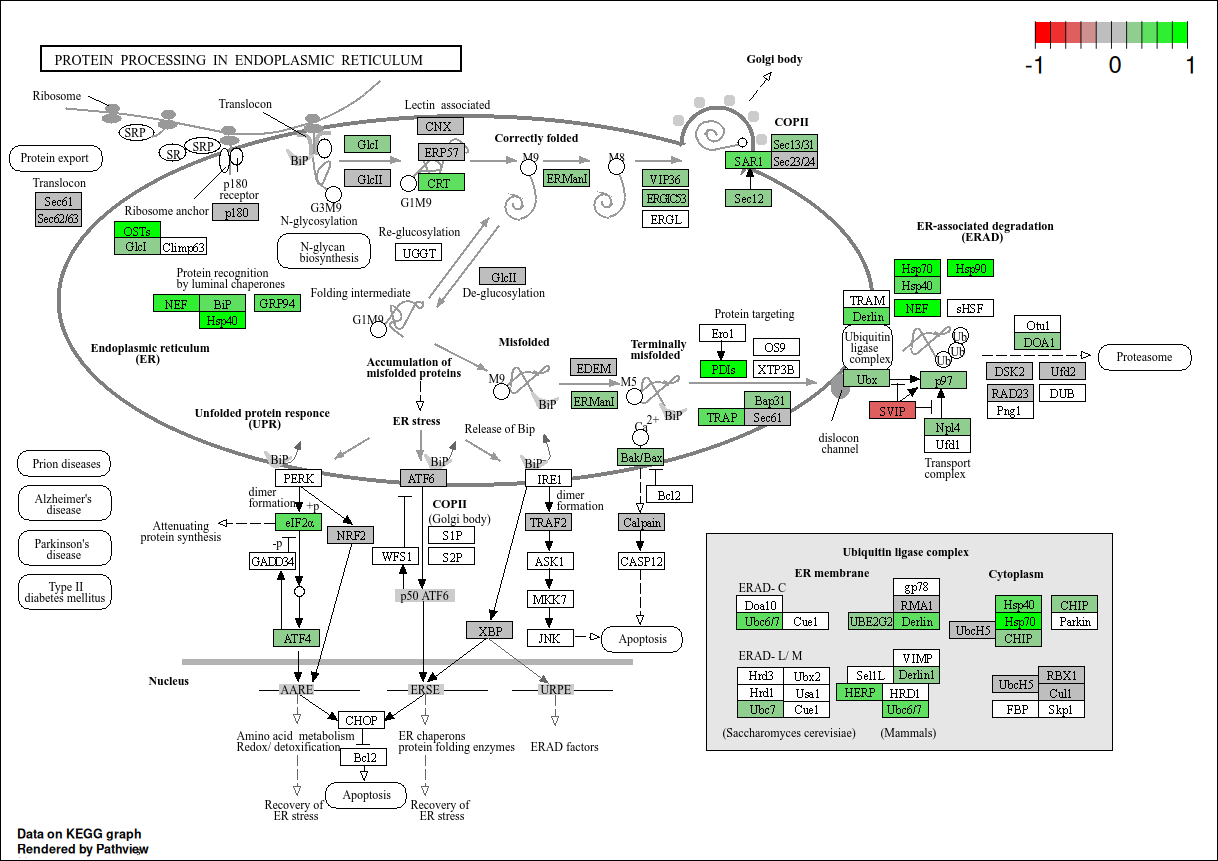 PROTEIN PROCESSING IN ENDOPLASMIC RETICULUM
-1 0 1
Golgi body
Ribosome
Translocon
Lectin associated
CNX
COPII
SRP
SRP
SR
BiP
GlcI
ERP57
Correctly folded
Sec13/31
SAR1
Sec23/24
Protein export
GlcII
CRT
M9
M8
ERManI
VIP36
ERGIC53
Sec12
ERGL
p180
receptor
G3M9
G1M9
N-glycosylation
Translocon
Sec61
Sec62/63
Ribosome anchor
p180
OSTs
GlcI
Climp63
N-glycan
biosynthesis
Re-glucosylation
UGGT
ER-associated degradation
(ERAD)
Protein recognition
by luminal chaperones
NEF
BiP
GRP94
Hsp40
GlcII
De-glucosylation
Folding intermediate
G1M9
Hsp70
Hsp90
Hsp40
NEF
sHSF
TRAM
Derlin
Ubiquitin
ligase
complex
Ub
Ub
Ub
Otu1
DOA1
Proteasome
Endoplasmic reticulum
(ER)
Accumulation of
misfolded proteins
Misfolded
Terminally
misfolded
Protein targeting
Ero1
OS9
PDIs
XTP3B
M9
BiP
EDEM
ERManI
M5
BiP
Bap31
TRAP
Sec61
Ubx
p97
SVIP
DSK2
Ufd2
RAD23
DUB
Png1
Npl4
Ufd1
Transport
complex
dislocon
channel
Unfolded protein responce
(UPR)
ER stress
Release of Bip
Ca2+
Bak/Bax
Bcl2
BiP
BiP
BiP
PERK
ATF6
IRE1
Prion diseases
Alzheimer's
disease
Parkinson's
disease
Type II
diabetes mellitus
dimer
formation
+p
Attenuating
protein synthesis
eIF2α
NRF2
-p
GADD34
ATF4
COPII
(Golgi body)
S1P
S2P
WFS1
p50 ATF6
dimer
formation
TRAF2
ASK1
MKK7
JNK
XBP
Calpain
CASP12
Apoptosis
Nucleus
AARE
ERSE
URPE
CHOP
Amino acid metabolism
Redox/ detoxification
Bcl2
ER chaperons
protein folding enzymes
ERAD factors
Recovery of
ER stress
Apoptosis
Recovery of
ER stress
Ubiquitin ligase complex
ER membrane
Cytoplasm
ERAD- C
Doa10
Ubc6/7
Cue1
gp78
RMA1
UBE2G2
Derlin
Hsp40
Hsp70
UbcH5
CHIP
CHIP
Parkin
ERAD- L/ M
Hrd3
Ubx2
Hrd1
Usa1
Ubc7
Cue1
VIMP
Sel1L
Derlin1
HERP
HRD1
Ubc6/7
UbcH5
RBX1
Cul1
FBP
Skp1
(Saccharomyces cerevisiae)
(Mammals)
Data on KEGG graph
Rendered by Pathview